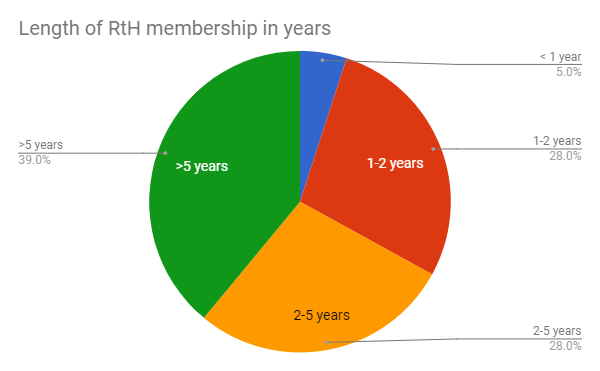 Length of RtH membership in years
< 1 year
5.0%
>5 years
39.0%
>5 years
1-2 years
1-2 years
28.0%
2-5 years
2-5 years
28.0%